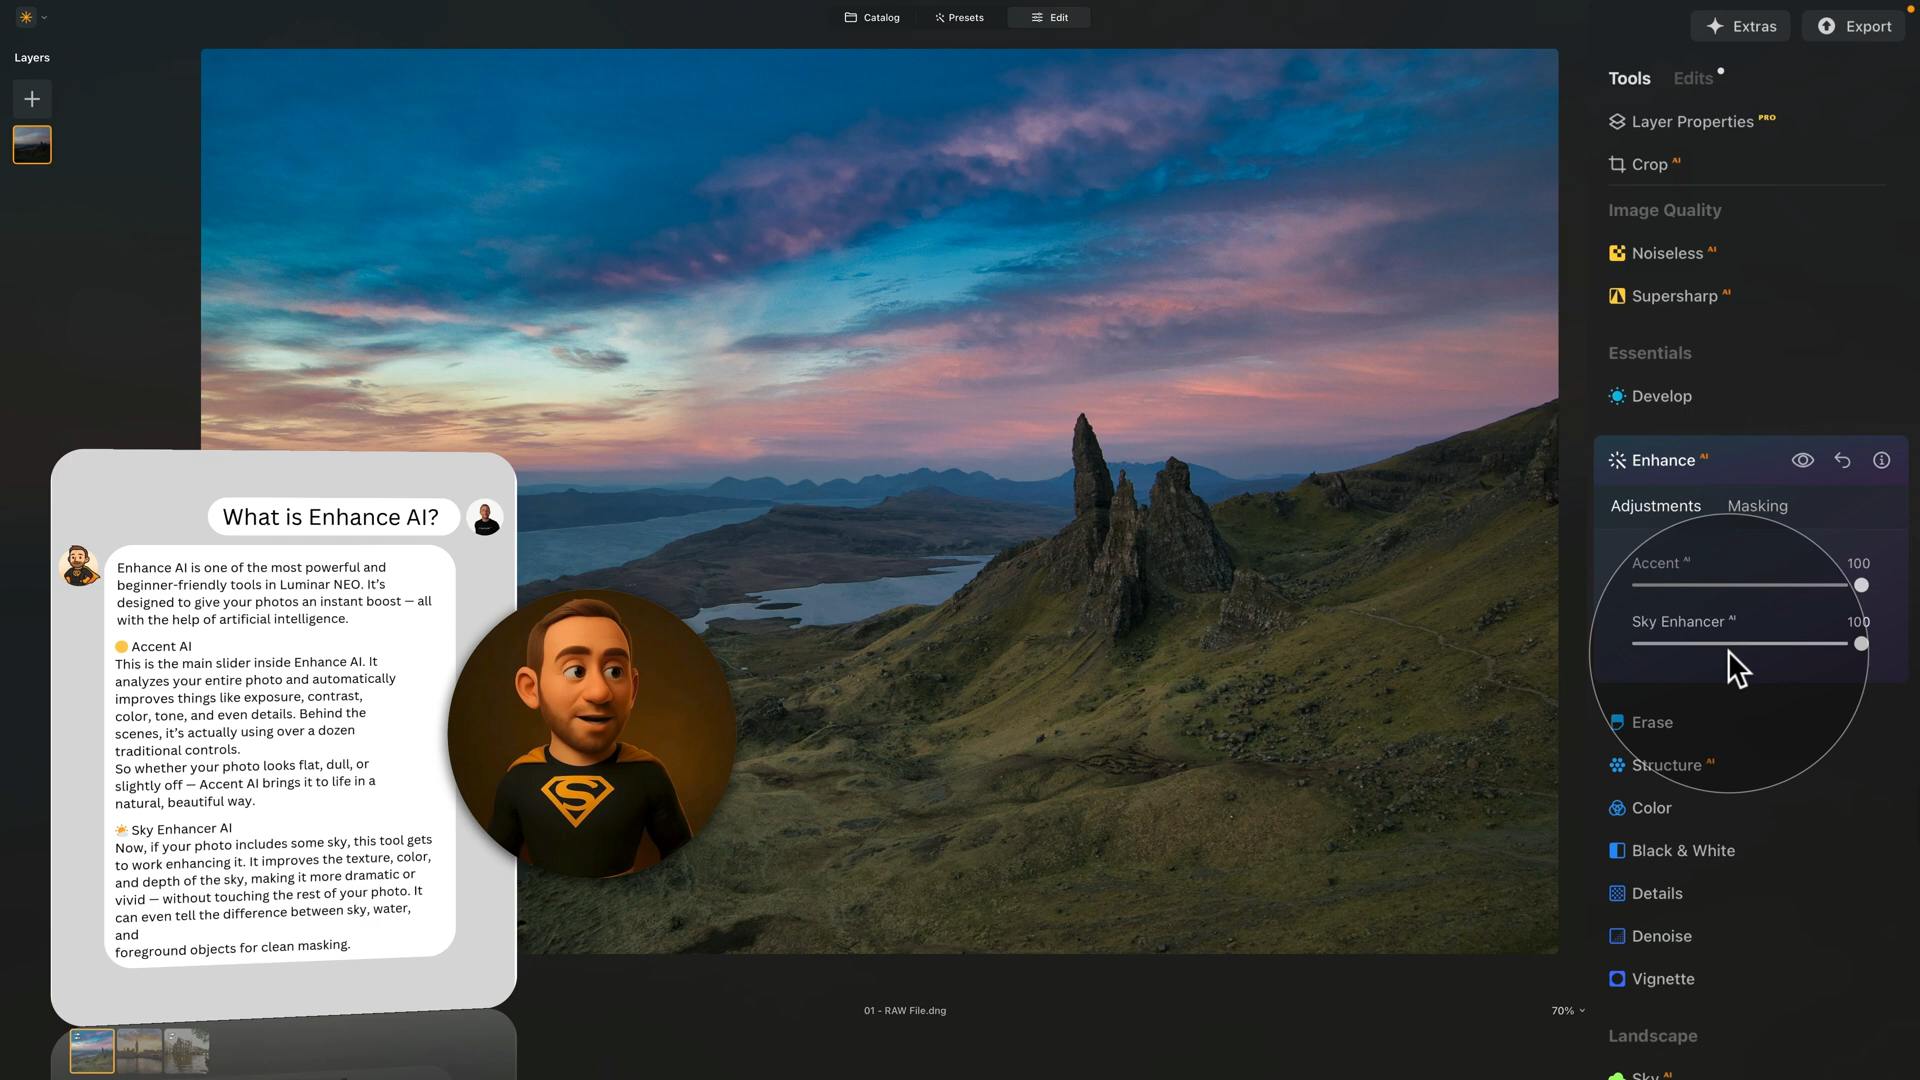 Catalog
Presets
Edit
Extras
Export
Layers
Tools
Edits
Layer Properties PRO
Crop AI
Image Quality
Noiseless AI
Supersharp AI
Essentials
Develop
Enhance AI
Adjustments
Masking
Accent AI
100
Sky Enhancer AI
100
Erase
Structure AI
Color
Black & White
Details
Denoise
Vignette
Landscape
Sky AI
What is Enhance AI?
Enhance AI is one of the most powerful and
beginner-friendly tools in Luminar NEO. It's
designed to give your photos an instant boost — all
with the help of artificial intelligence.
Accent AI
This is the main slider inside Enhance AI. It
analyzes your entire photo and automatically
improves things like exposure, contrast,
color, tone, and even details. Behind the
scenes, it's actually using over a dozen
traditional controls.
So whether your photo looks flat, dull, or
slightly off — Accent AI brings it to life in a
natural, beautiful way.
Sky Enhancer AI
Now, if your photo includes some sky, this tool gets
to work enhancing it. It improves the texture, color,
and depth of the sky, making it more dramatic or
vivid — without touching the rest of your photo. It
can even tell the difference between sky, water,
and
foreground objects for clean masking.
S
01 - RAW File.dng
70%